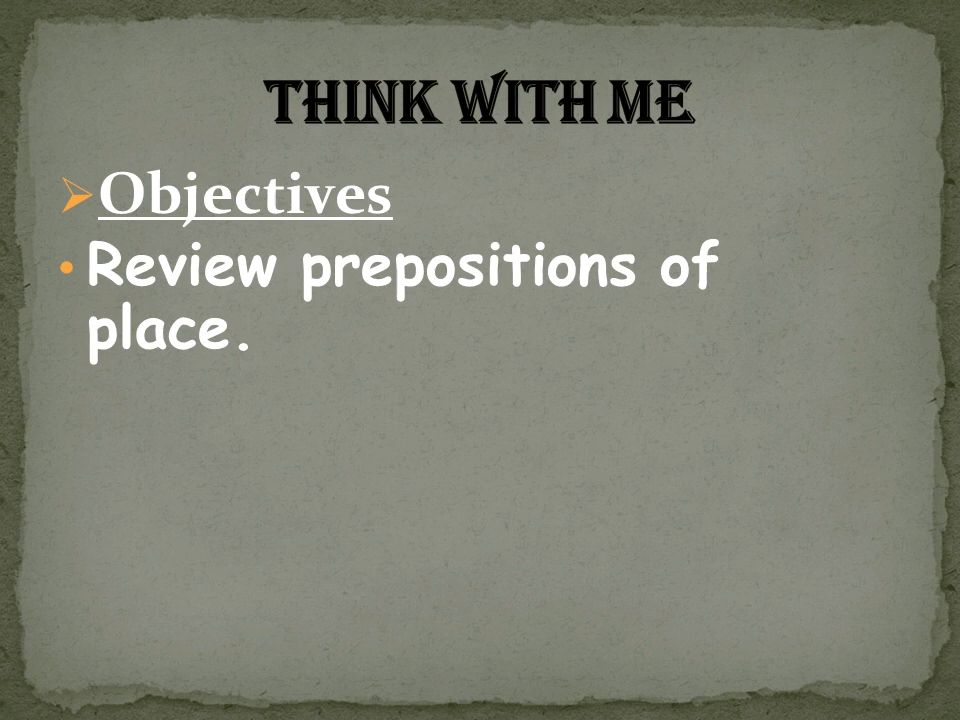 THINK WITH ME
➢Objectives
• Review prepositions of
place.